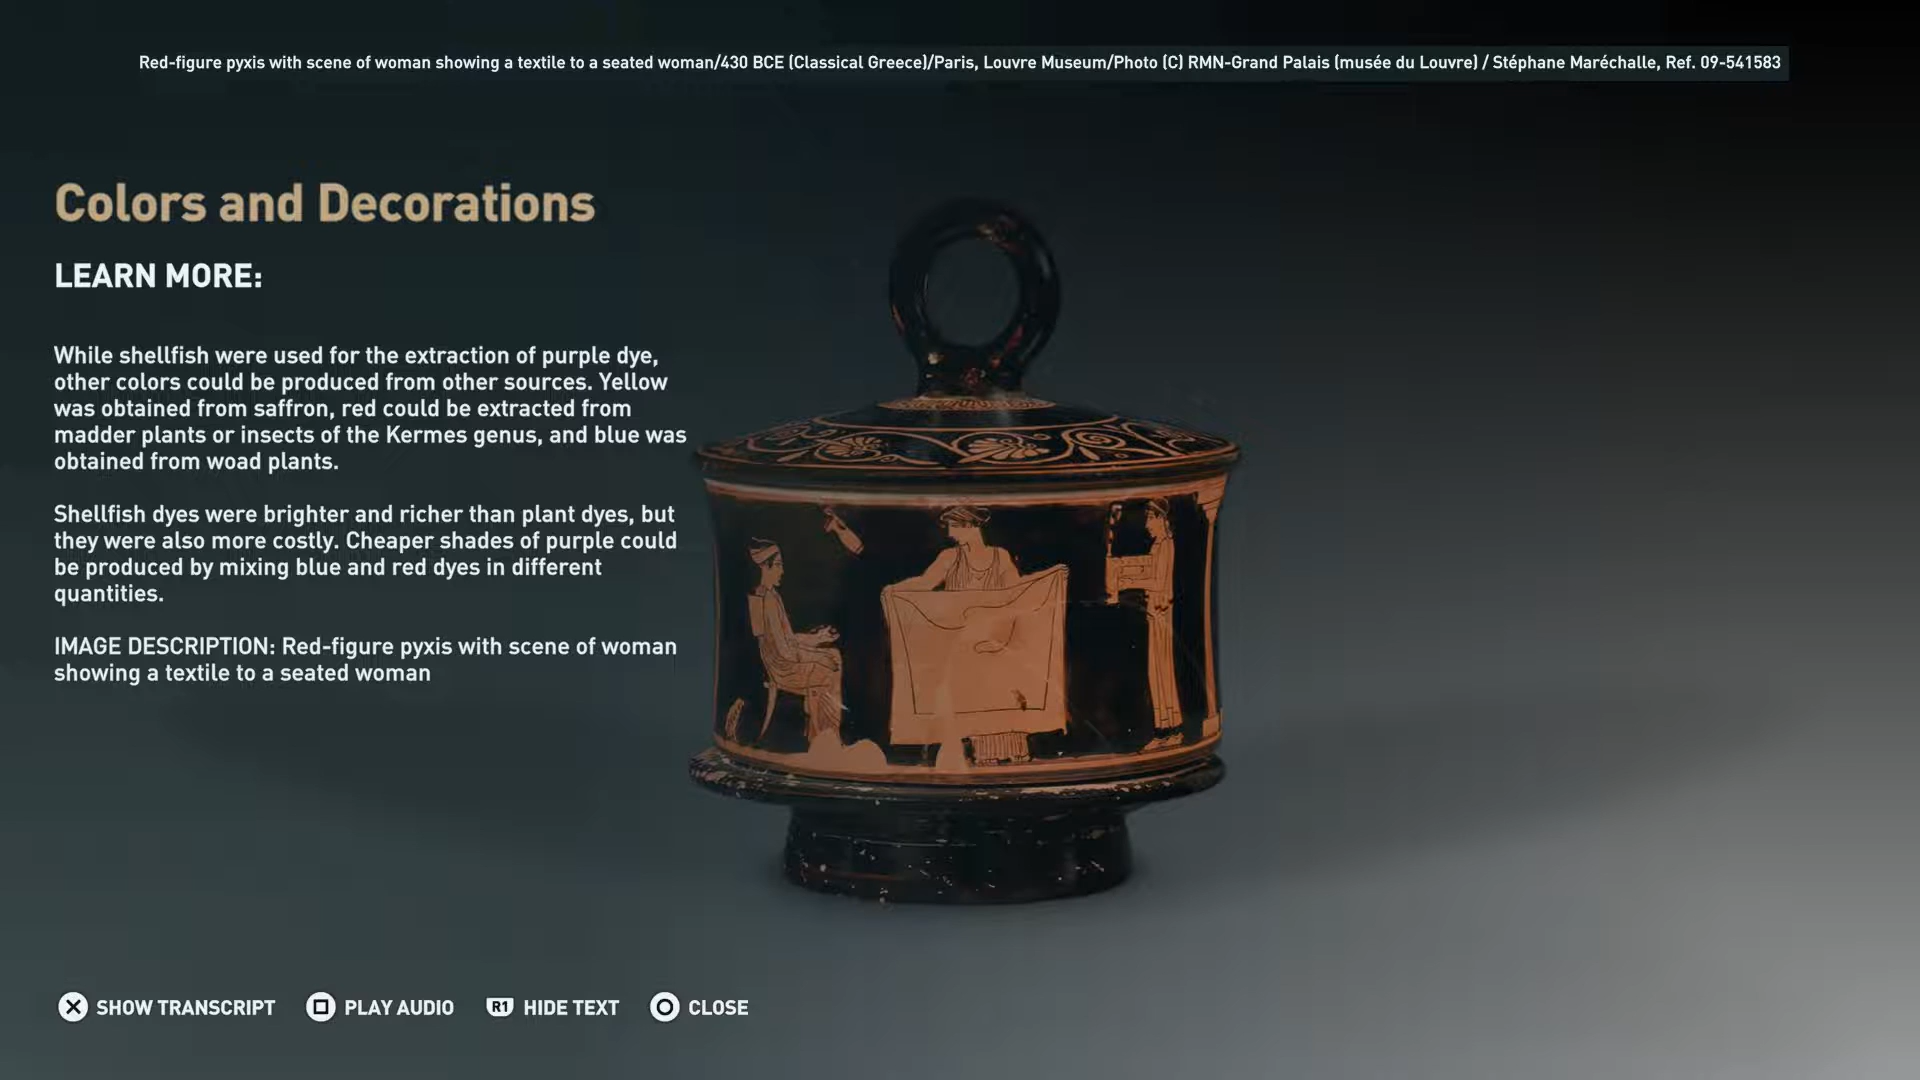 Red-figure pyxis with scene of woman showing a textile to a seated woman/430 BCE (Classical Greece)/Paris, Louvre Museum/Photo (C) RMN-Grand Palais (musée du Louvre) / Stéphane Maréchalle, Ref. 09-541583
Colors and Decorations
LEARN MORE:
While shellfish were used for the extraction of purple dye,
other colors could be produced from other sources. Yellow
was obtained from saffron, red could be extracted from
madder plants or insects of the Kermes genus, and blue was
obtained from woad plants.
Shellfish dyes were brighter and richer than plant dyes, but
they were also more costly. Cheaper shades of purple could
be produced by mixing blue and red dyes in different
quantities.
IMAGE DESCRIPTION: Red-figure pyxis with scene of woman
showing a textile to a seated woman
SHOW TRANSCRIPT PLAY AUDIO R1 HIDE TEXT CLOSE